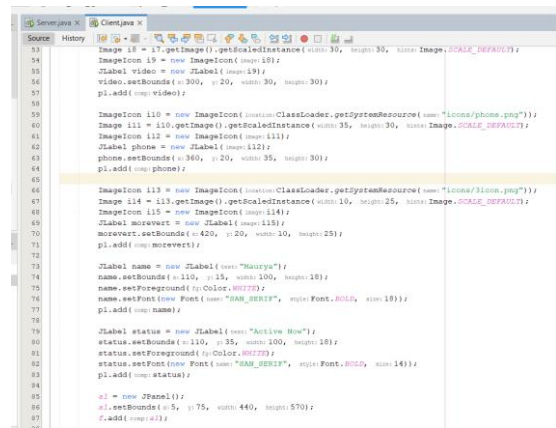 Server.java × Client.java ×
Source History
53 Image i8 = i7.getImage().getScaledInstance( width: 30, height: 30, hints: Image.SCALE_DEFAULT);
54 ImageIcon i9 = new ImageIcon( image: i8);
55 JLabel video = new JLabel( image: i9);
56 video.setBounds( x: 300, y: 20, width: 30, height: 30);
57 p1.add( comp: video);
58
59 ImageIcon i10 = new ImageIcon( location: ClassLoader.getSystemResource( name: "icons/phone.png"));
60 Image i11 = i10.getImage().getScaledInstance( width: 35, height: 30, hints: Image.SCALE_DEFAULT);
61 ImageIcon i12 = new ImageIcon( image: i11);
62 JLabel phone = new JLabel( image: i12);
63 phone.setBounds( x: 360, y: 20, width: 35, height: 30);
64 p1.add( comp: phone);
65
66 ImageIcon i13 = new ImageIcon( location: ClassLoader.getSystemResource( name: "icons/3icon.png"));
67 Image i14 = i13.getImage().getScaledInstance( width: 10, height: 25, hints: Image.SCALE_DEFAULT);
68 ImageIcon i15 = new ImageIcon( image: i14);
69 JLabel morevert = new JLabel( image: i15);
70 morevert.setBounds( x: 420, y: 20, width: 10, height: 25);
71 p1.add( comp: morevert);
72
73 JLabel name = new JLabel( text: "Maurya");
74 name.setBounds( x: 110, y: 15, width: 100, height: 18);
75 name.setForeground( fg: Color.WHITE);
76 name.setFont(new Font( name: "SAN_SERIF", style: Font.BOLD, size: 18));
77 p1.add( comp: name);
78
79 JLabel status = new JLabel( text: "Active Now");
80 status.setBounds( x: 110, y: 35, width: 100, height: 18);
81 status.setForeground( fg: Color.WHITE);
82 status.setFont(new Font( name: "SAN_SERIF", style: Font.BOLD, size: 14));
83 p1.add( comp: status);
84
85 a1 = new JPanel();
86 a1.setBounds( x: 5, y: 75, width: 440, height: 570);
87 f.add( comp: a1);